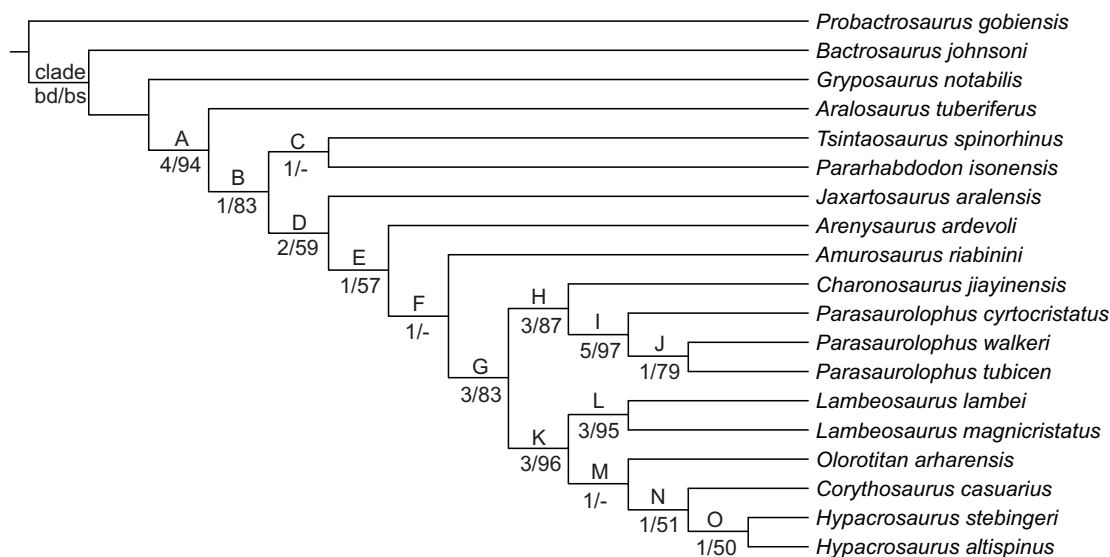 Probactrosaurus gobiensis
Bactrosaurus johnsoni
clade
bd/bs
Gryposaurus notabilis
Aralosaurus tuberiferus
A
4/94
Tsintaosaurus spinorhinus
C
1/-
Pararhabdodon isonensis
B
1/83
Jaxartosaurus aralensis
D
2/59
Arenysaurus ardevoli
E
1/57
Amurosaurus riabinini
F
1/-
Charonosaurus jiayinensis
H
3/87
Parasaurolophus cyrtocristatus
I
5/97
Parasaurolophus walkeri
J
1/79
Parasaurolophus tubicen
G
3/83
Lambeosaurus lambei
L
3/95
Lambeosaurus magnicristatus
K
3/96
Olorotitan arharensis
M
1/-
Corythosaurus casuarius
N
1/51
Hypacrosaurus stebingeri
O
1/50
Hypacrosaurus altispinus